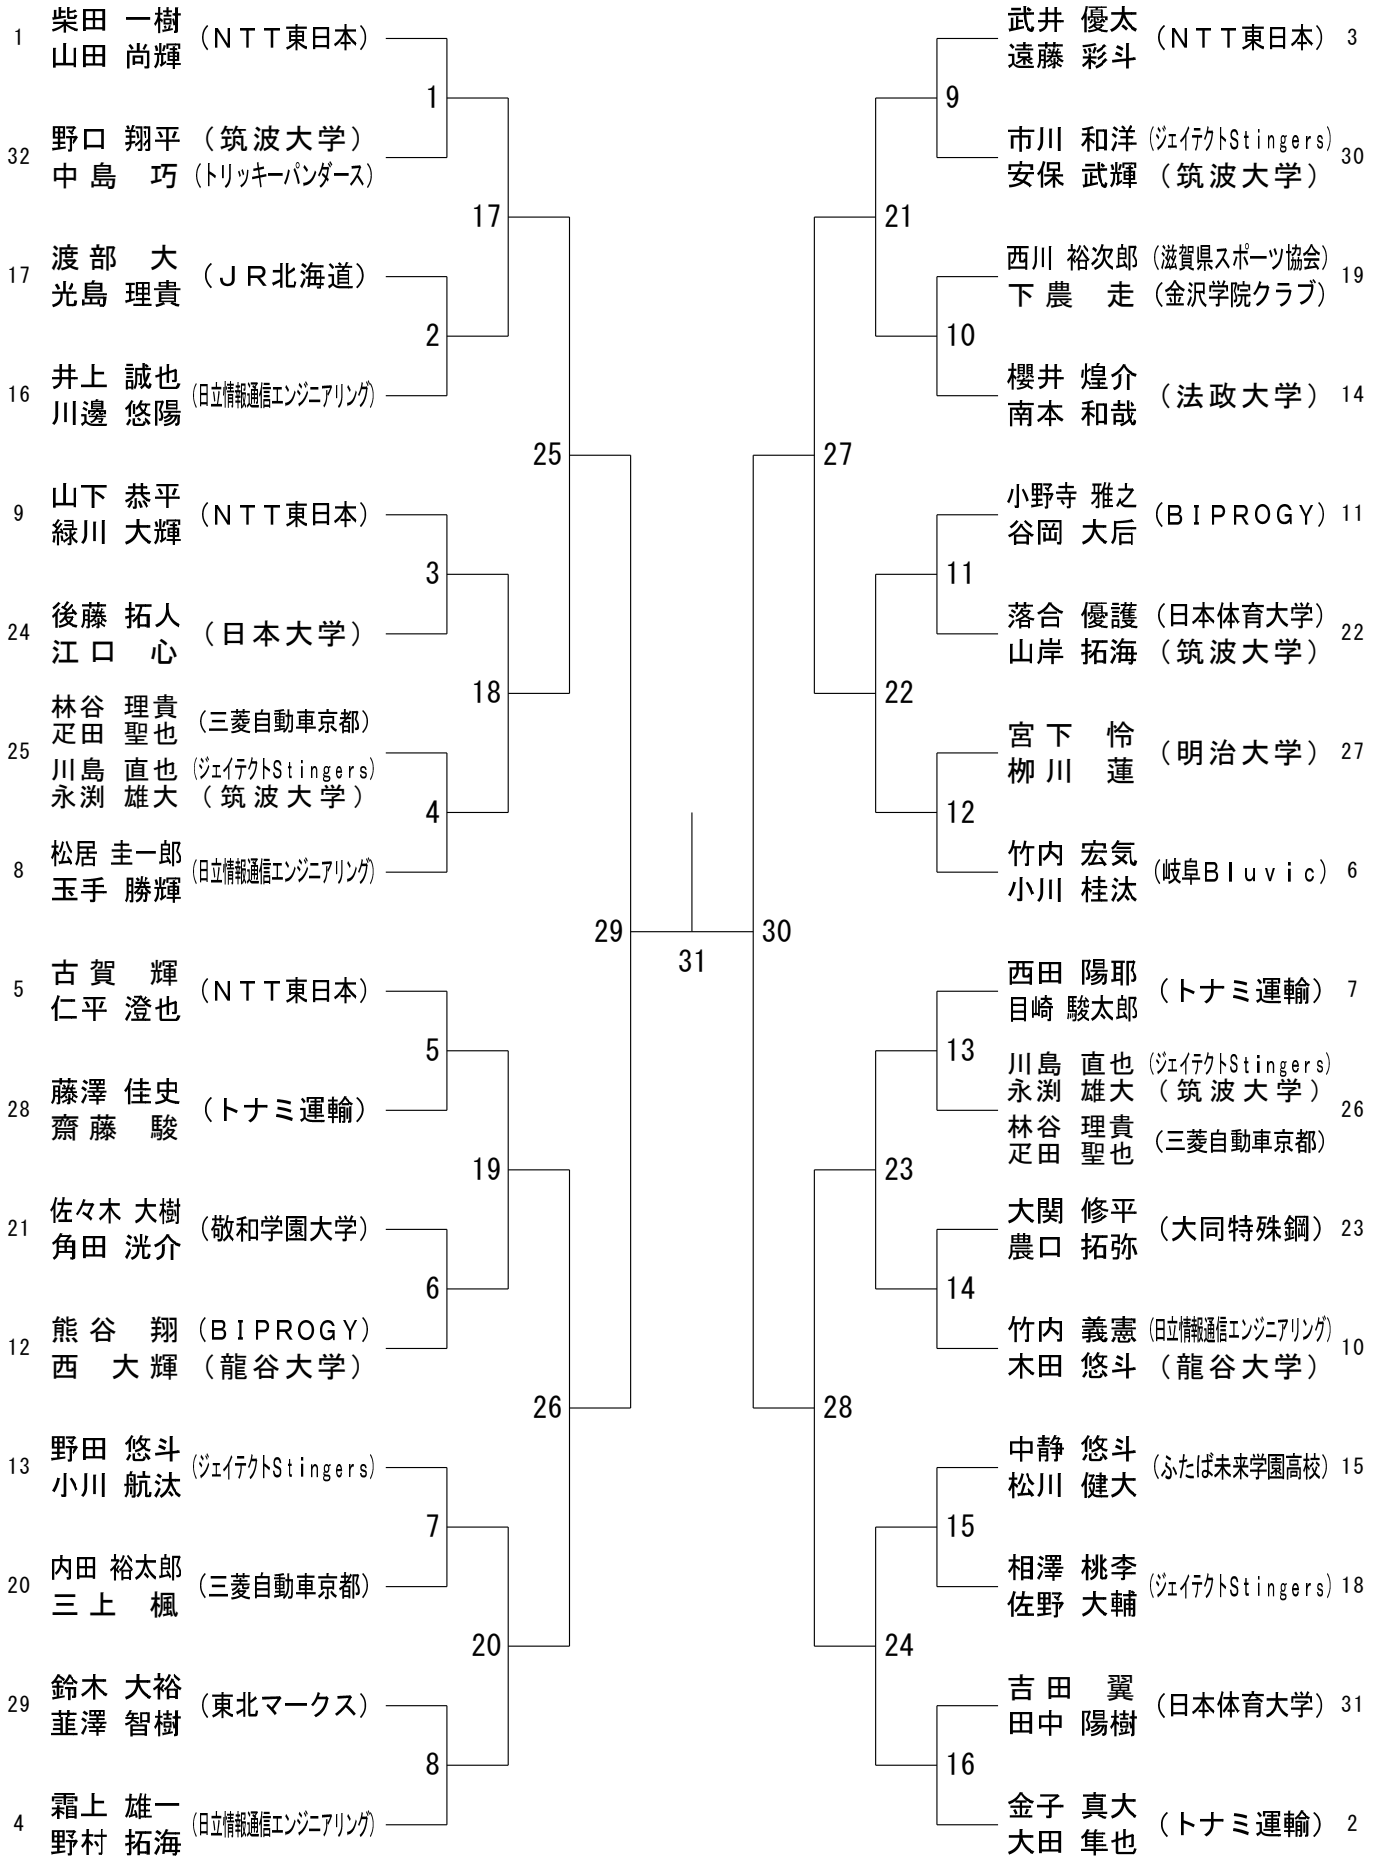 1 柴田 一樹 (NTT東日本)
山田 尚輝
1
32 野口 翔平 (筑波大学)
中島 巧 (トリッキーパンダース)
17
17 渡部 大 (JR北海道)
光島 理貴
2
16 井上 誠也 (日立情報通信エンジニアリング)
川邊 悠陽
25
9 山下 恭平 (NTT東日本)
緑川 大輝
3
24 後藤 拓人 (日本大学)
江口 心
18
25 林谷 理貴 (三菱自動車京都)
疋田 聖也
川島 直也 (ジェイテクトStingers)
永渕 雄大 (筑波大学)
4
8 松居 圭一郎 (日立情報通信エンジニアリング)
玉手 勝輝
29
5 古賀 輝 (NTT東日本)
仁平 澄也
5
28 藤澤 佳史 (トナミ運輸)
齋藤 駿
19
21 佐々木 大樹 (敬和学園大学)
角田 洸介
6
12 熊谷 翔 (BIPROGY)
西 大輝 (龍谷大学)
26
13 野田 悠斗 (ジェイテクトStingers)
小川 航汰
7
20 内田 裕太郎 (三菱自動車京都)
三上 楓
20
29 鈴木 大裕 (東北マークス)
韮澤 智樹
8
4 霜上 雄一 (日立情報通信エンジニアリング)
野村 拓海
31
武井 優太 (NTT東日本) 3
遠藤 彩斗
9
市川 和洋 (ジェイテクトStingers) 30
安保 武輝 (筑波大学)
21
西川 裕次郎 (滋賀県スポーツ協会) 19
下農 走 (金沢学院クラブ)
10
櫻井 煌介 (法政大学) 14
南本 和哉
27
小野寺 雅之 (BIPROGY) 11
谷岡 大后
11
落合 優護 (日本体育大学) 22
山岸 拓海 (筑波大学)
22
宮下 怜 (明治大学) 27
栁川 蓮
12
竹内 宏気 (岐阜Bluvic) 6
小川 桂汰
30
西田 陽耶 (トナミ運輸) 7
目崎 駿太郎
13
川島 直也 (ジェイテクトStingers) 26
永渕 雄大 (筑波大学)
林谷 理貴 (三菱自動車京都)
疋田 聖也
23
大関 修平 (大同特殊鋼) 23
農口 拓弥
14
竹内 義憲 (日立情報通信エンジニアリング) 10
木田 悠斗 (龍谷大学)
28
中静 悠斗 (ふたば未来学園高校) 15
松川 健大
15
相澤 桃李 (ジェイテクトStingers) 18
佐野 大輔
24
吉田 翼 (日本体育大学) 31
田中 陽樹
16
金子 真大 (トナミ運輸) 2
大田 隼也